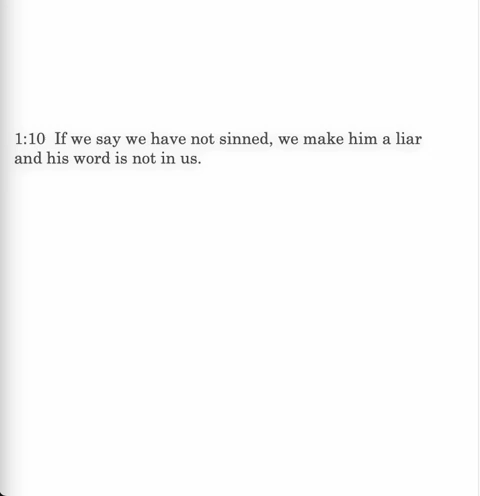 1:10 If we say we have not sinned, we make him a liar
and his word is not in us.